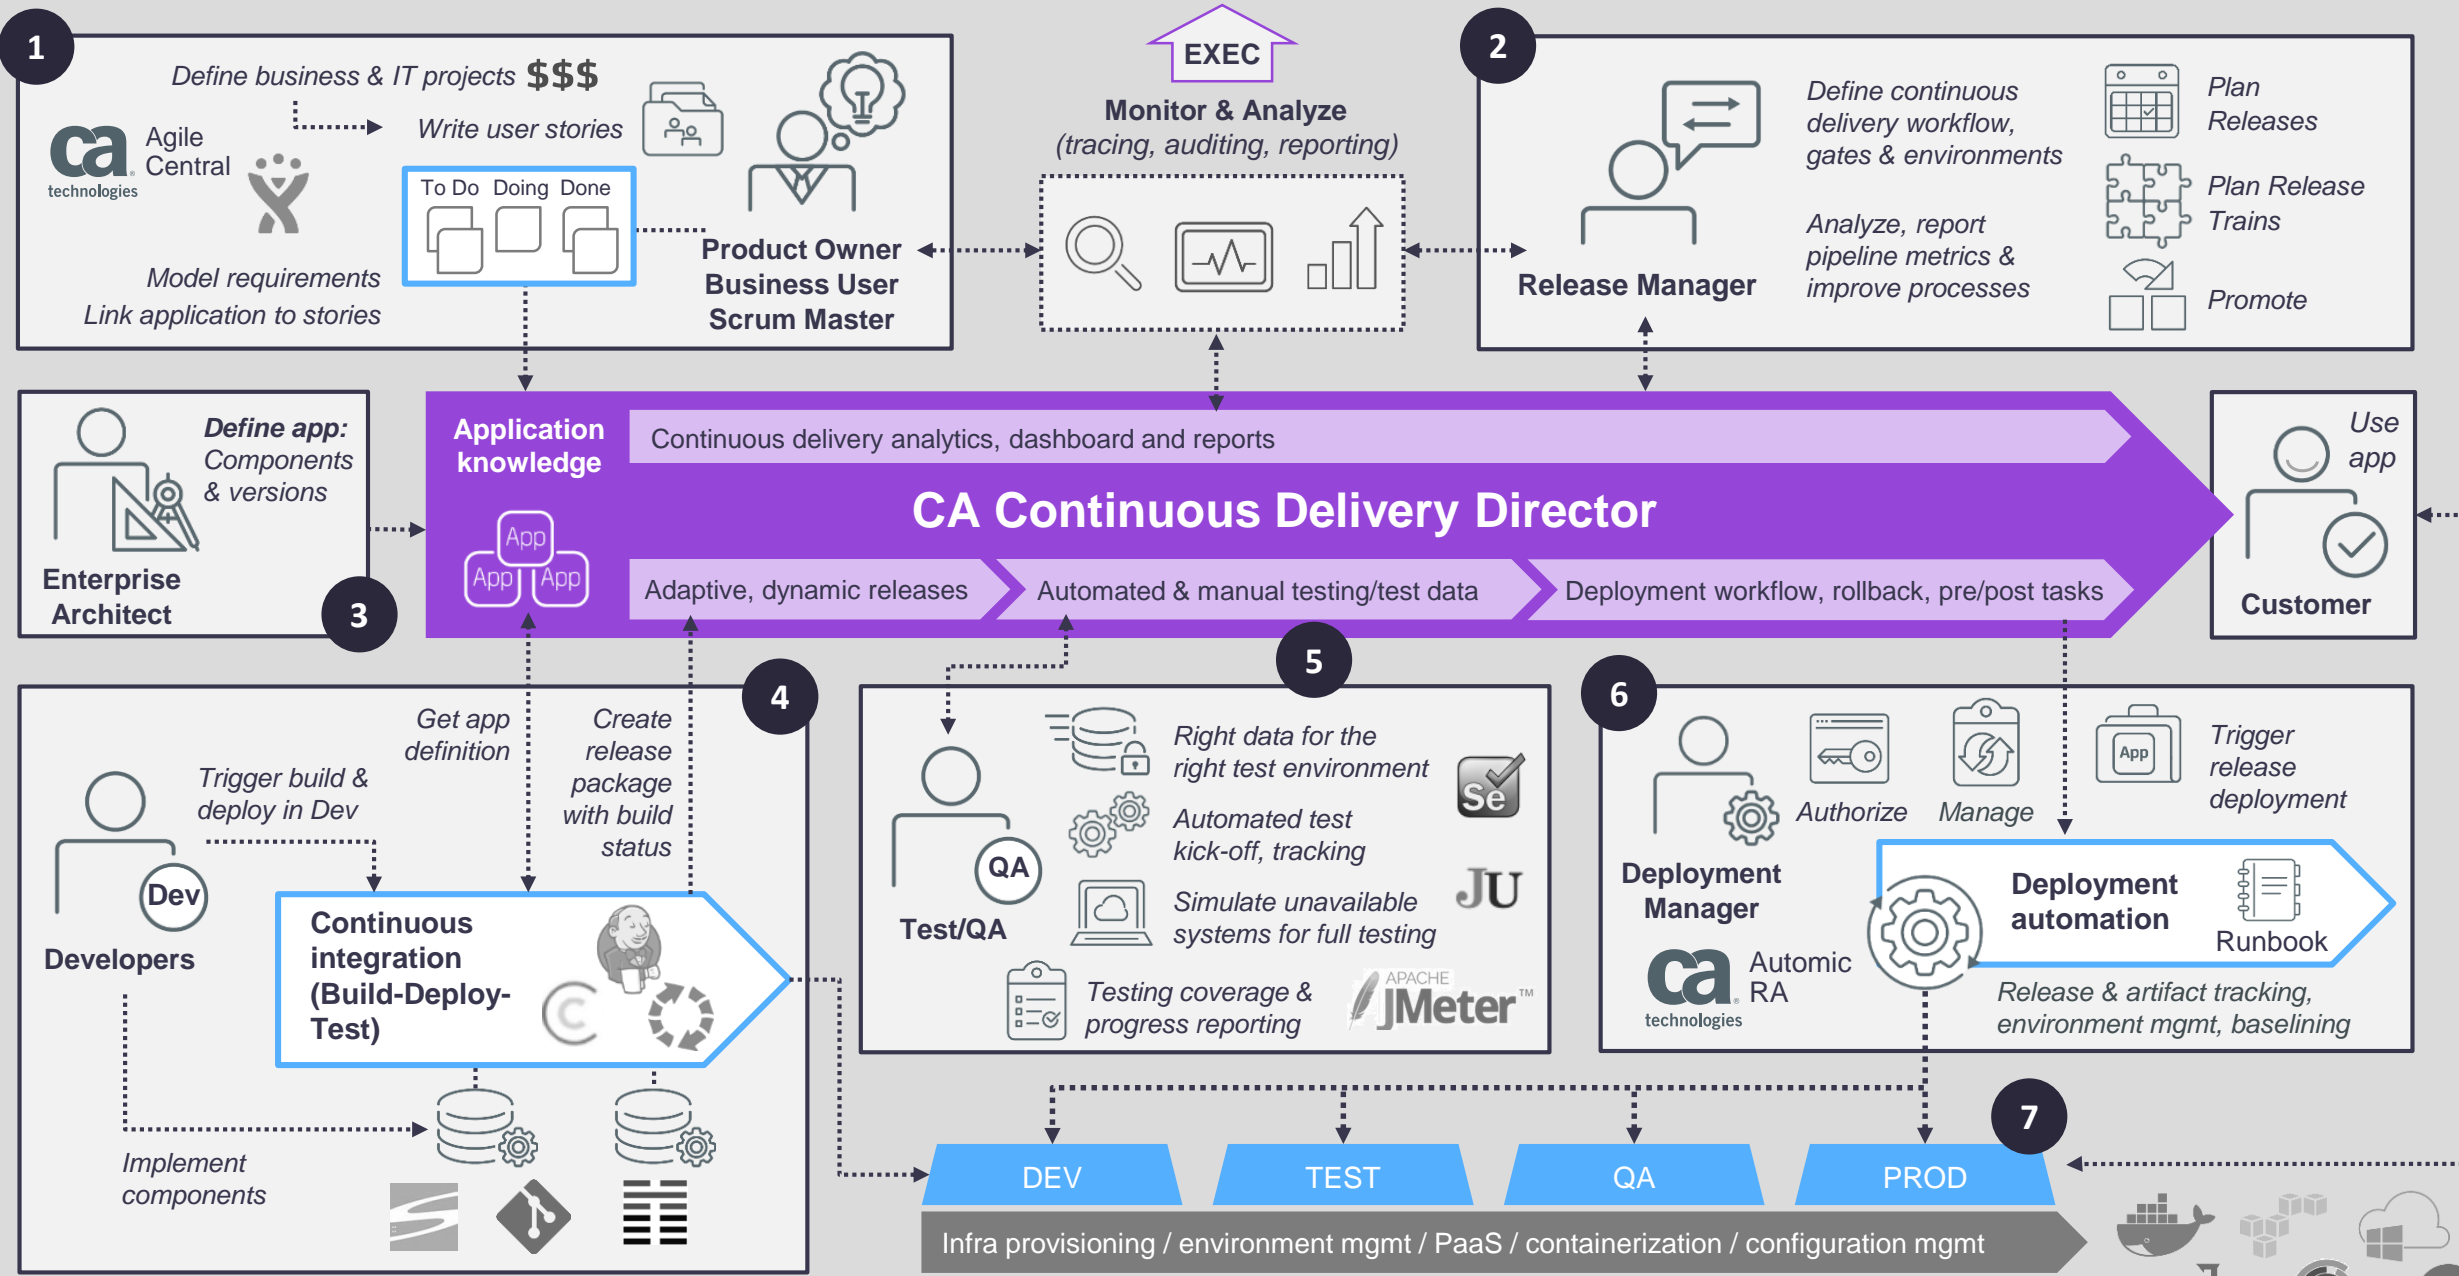 1
Define business & IT projects $$$
Write user stories
ca
technologies
Agile
Central
To Do Doing Done
Model requirements
Link application to stories
Product Owner
Business User
Scrum Master
EXEC
Monitor & Analyze
(tracing, auditing, reporting)
2
Release Manager
Define continuous
delivery workflow,
gates & environments
Analyze, report
pipeline metrics &
improve processes
Plan
Releases
Plan Release
Trains
Promote
Define app:
Components
& versions
Enterprise
Architect
3
Application
knowledge
App
App App
Continuous delivery analytics, dashboard and reports
CA Continuous Delivery Director
Adaptive, dynamic releases
Automated & manual testing/test data
Deployment workflow, rollback, pre/post tasks
Use
app
Customer
4
Get app
definition
Create
release
package
with build
status
Trigger build &
deploy in Dev
Dev
Developers
Continuous
integration
(Build-Deploy-
Test)
C
Implement
components
5
QA
Test/QA
Right data for the
right test environment
Automated test
kick-off, tracking
Simulate unavailable
systems for full testing
Testing coverage &
progress reporting
Se
JU
APACHE
JMeter™
6
Deployment
Manager
Authorize
Manage
App
Trigger
release
deployment
ca
technologies
Automic
RA
Deployment
automation
Runbook
Release & artifact tracking,
environment mgmt, baselining
7
DEV
TEST
QA
PROD
Infra provisioning / environment mgmt / PaaS / containerization / configuration mgmt